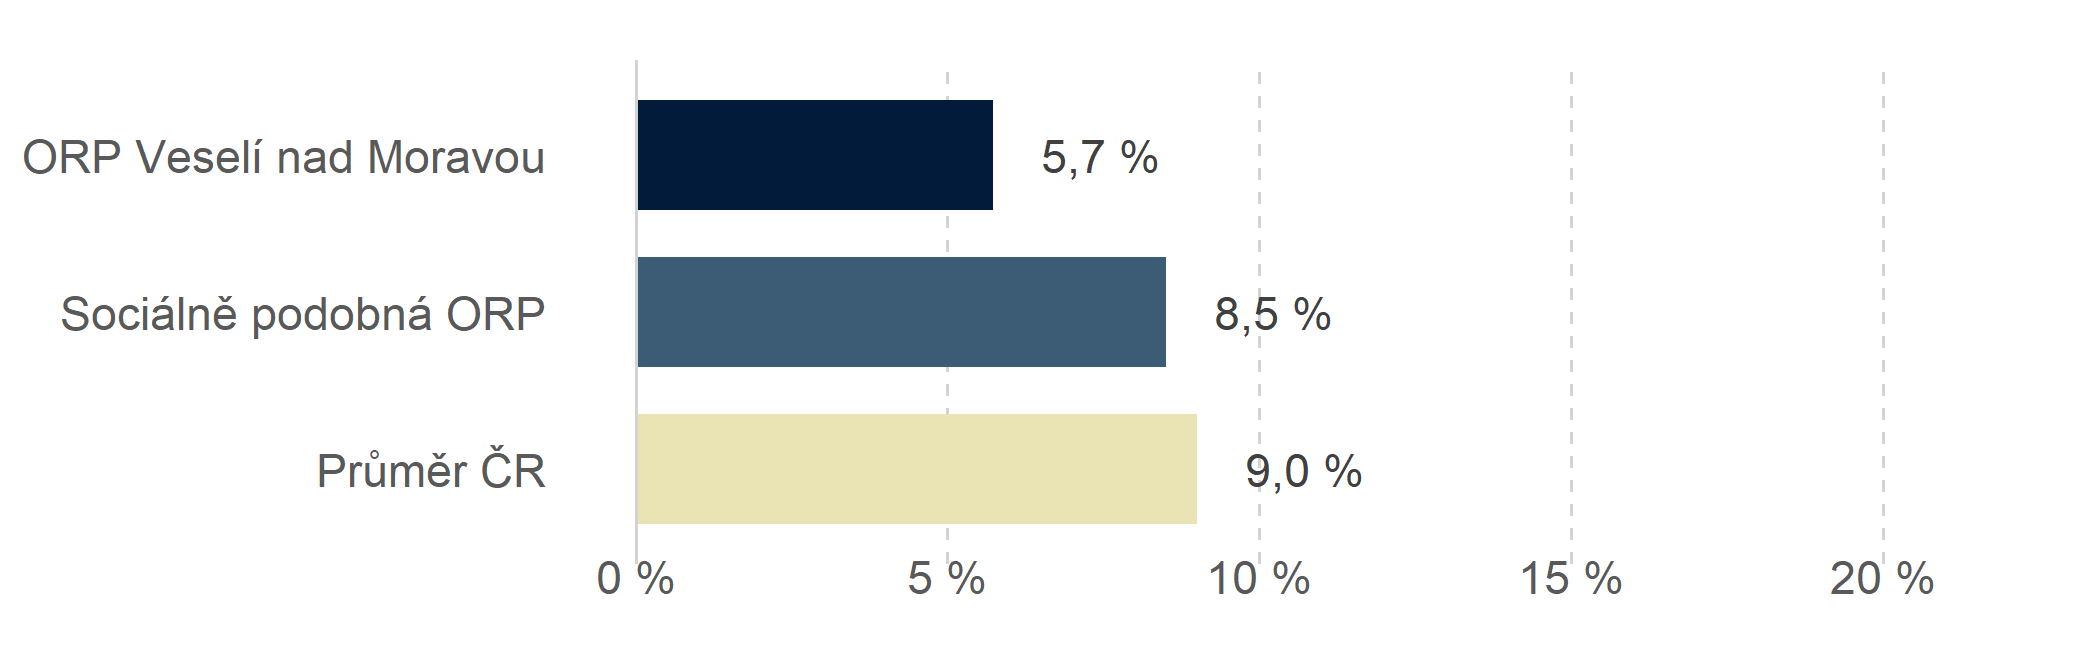 ORP Veselí nad Moravou 5,7 %
Sociálně podobná ORP 8,5 %
Průměr ČR 9,0 %
0 % 5 % 10 % 15 % 20 %